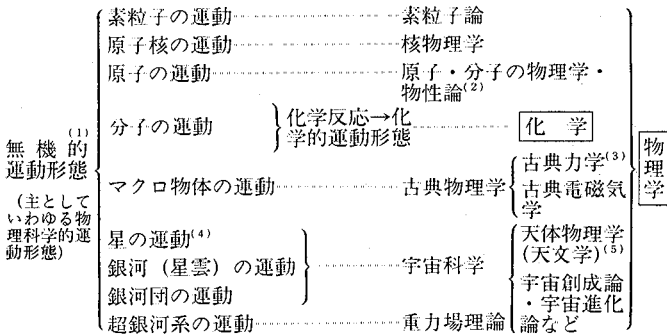 素粒子の運動 素粒子論
原子核の運動 核物理学
原子の運動 原子・分子の物理学・
物性論(2)
分子の運動 化学反応→化
学的運動形態 化学
無機的(1)
運動形態
(主として
いわゆる物
理科学的運
動形態)
マクロ物体の運動 古典物理学
古典力学(3)
古典電磁気
学
物理学
星の運動(4)
銀河(星雲)の運動 宇宙科学
銀河団の運動
天体物理学
(天文学)(5)
宇宙創成論
・宇宙進化
論など
超銀河系の運動 重力場理論